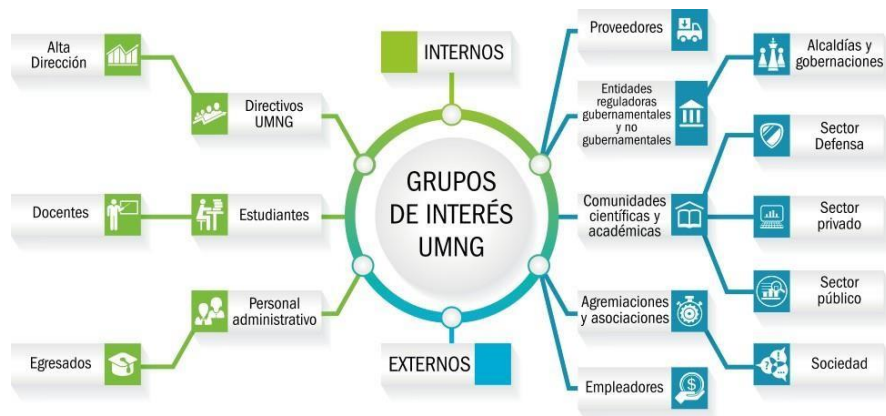 Alta
Dirección
Directivos
UMNG
Docentes
Estudiantes
Personal
administrativo
Egresados
INTERNOS
GRUPOS
DE INTERÉS
UMNG
EXTERNOS
Proveedores
Entidades
reguladoras
gubernamentales
y no
gubernamentales
Comunidades
científicas y
académicas
Agremiaciones
y asociaciones
Empleadores
Alcaldías y
gobernaciones
Sector
Defensa
Sector
privado
Sector
público
Sociedad